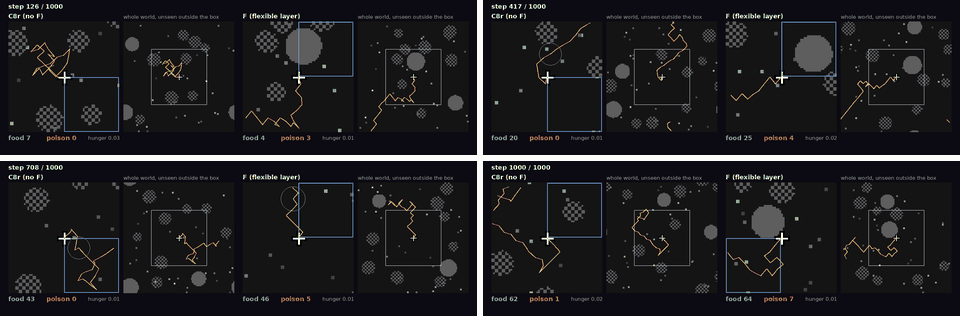 step 126 / 1000
C8r (no F) whole world, unseen outside the box F (flexible layer) whole world, unseen outside the box
food 7 poison 0 hunger 0.03 food 4 poison 3 hunger 0.01
step 417 / 1000
C8r (no F) whole world, unseen outside the box F (flexible layer) whole world, unseen outside the box
food 20 poison 0 hunger 0.01 food 25 poison 4 hunger 0.02
step 708 / 1000
C8r (no F) whole world, unseen outside the box F (flexible layer) whole world, unseen outside the box
food 43 poison 0 hunger 0.01 food 46 poison 5 hunger 0.01
step 1000 / 1000
C8r (no F) whole world, unseen outside the box F (flexible layer) whole world, unseen outside the box
food 62 poison 1 hunger 0.02 food 64 poison 7 hunger 0.01